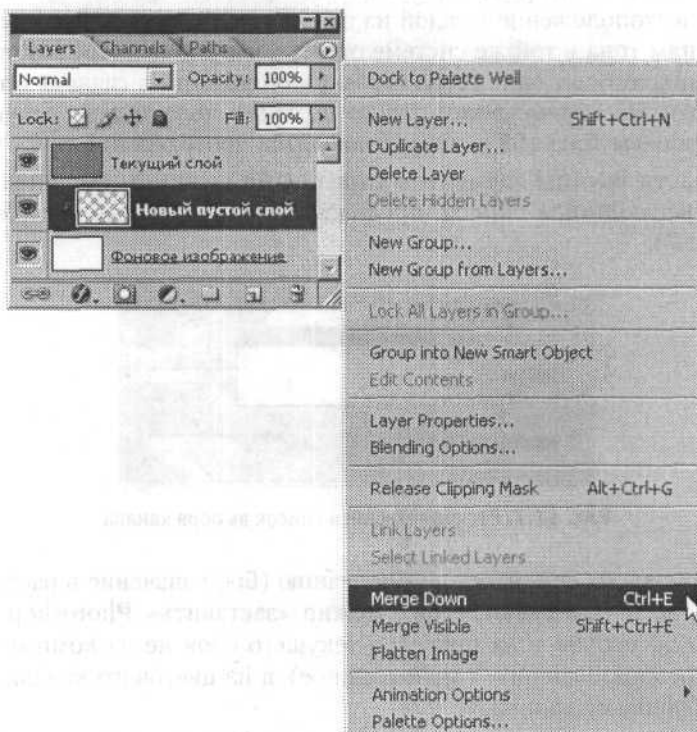 Layers Channels Paths
Normal Opacity: 100%
Lock: Fill: 100%
Текущий слой
Новый пустой слой
Фоновое изображение
Dock to Palette Well
New Layer... Shift+Ctrl+N
Duplicate Layer...
Delete Layer
Delete Hidden Layers
New Group...
New Group from Layers...
Lock All Layers in Group...
Group into New Smart Object
Edit Contents
Layer Properties...
Blending Options...
Release Clipping Mask Alt+Ctrl+G
Link Layers
Select Linked Layers
Merge Down Ctrl+E
Merge Visible Shift+Ctrl+E
Flatten Image
Animation Options
Palette Options...